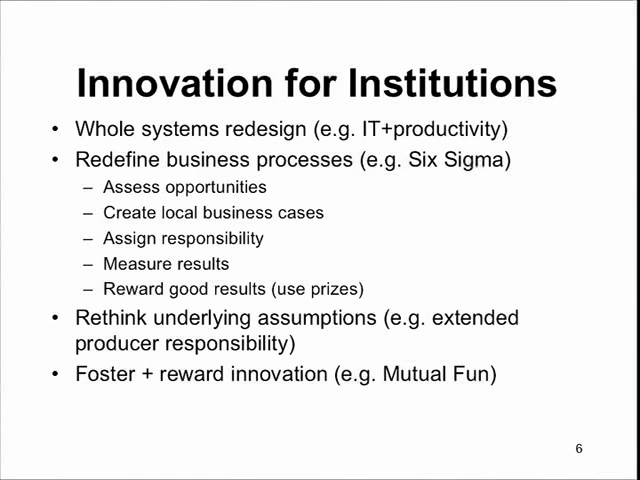 Innovation for Institutions
• Whole systems redesign (e.g. IT+productivity)
• Redefine business processes (e.g. Six Sigma)
– Assess opportunities
– Create local business cases
– Assign responsibility
– Measure results
– Reward good results (use prizes)
• Rethink underlying assumptions (e.g. extended
producer responsibility)
• Foster + reward innovation (e.g. Mutual Fun)
6